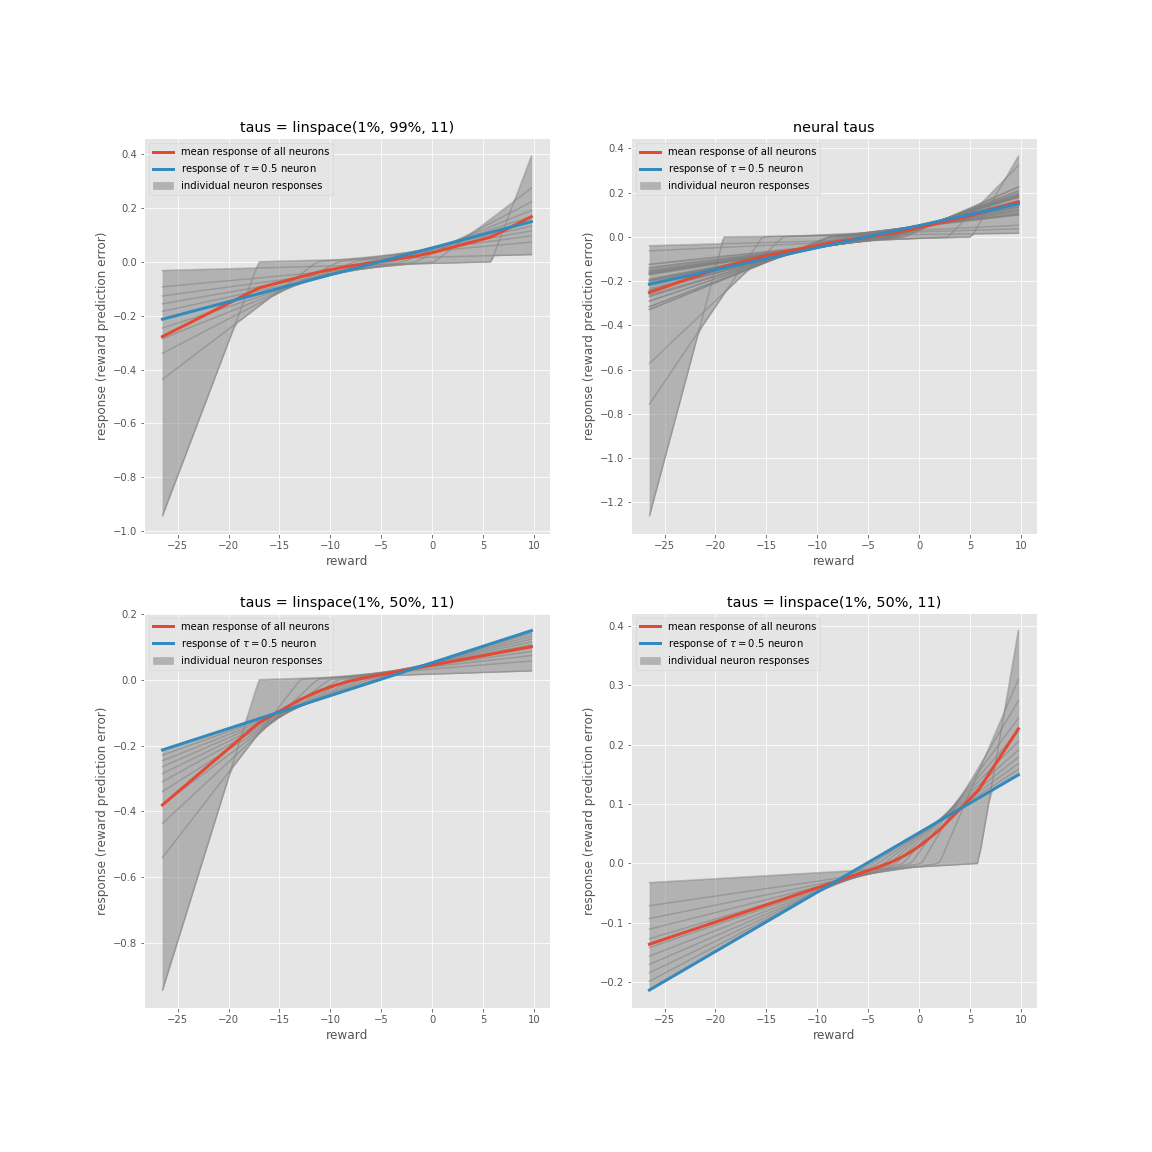 taus = linspace(1%, 99%, 11)
mean response of all neurons
response of τ = 0.5 neuron
individual neuron responses
0.4
0.2
0.0
−0.2
−0.4
−0.6
−0.8
−1.0
response (reward prediction error)
−25 −20 −15 −10 −5 0 5 10
reward
neural taus
mean response of all neurons
response of τ = 0.5 neuron
individual neuron responses
0.4
0.2
0.0
−0.2
−0.4
−0.6
−0.8
−1.0
−1.2
response (reward prediction error)
−25 −20 −15 −10 −5 0 5 10
reward
taus = linspace(1%, 50%, 11)
mean response of all neurons
response of τ = 0.5 neuron
individual neuron responses
0.2
0.0
−0.2
−0.4
−0.6
−0.8
response (reward prediction error)
−25 −20 −15 −10 −5 0 5 10
reward
taus = linspace(1%, 50%, 11)
mean response of all neurons
response of τ = 0.5 neuron
individual neuron responses
0.4
0.3
0.2
0.1
0.0
−0.1
−0.2
response (reward prediction error)
−25 −20 −15 −10 −5 0 5 10
reward